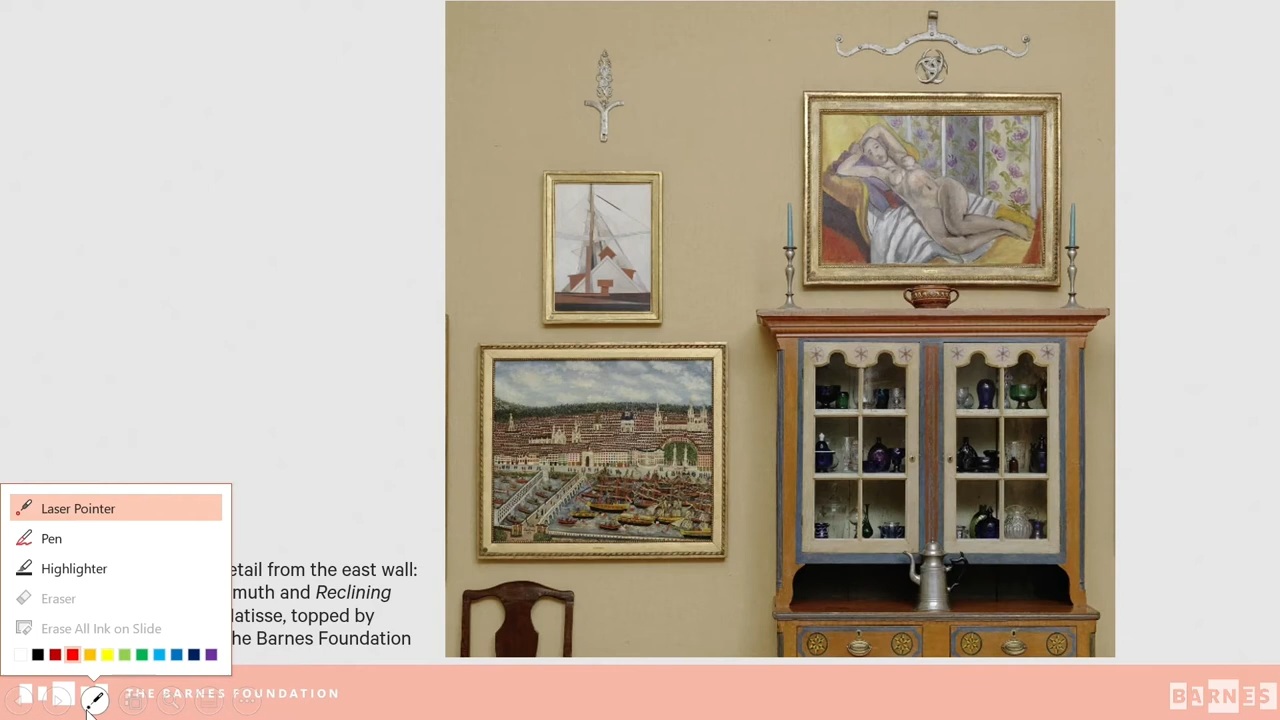 Laser Pointer
Pen
Highlighter
Eraser
Erase All Ink on Slide
etail from the east wall:
muth and Reclining
latisse, topped by
he Barnes Foundation
THE BARNES FOUNDATION
BARNES